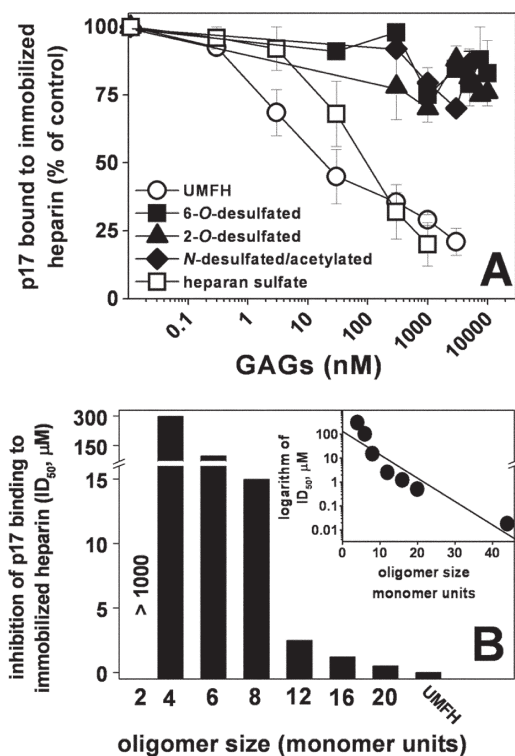 p17 bound to immobilized
heparin (% of control)
100
75
50
25
0
UMFH
6-O-desulfated
2-O-desulfated
N-desulfated/acetylated
heparan sulfate
A
0.1
1
10
100
1000
10000
GAGs (nM)
inhibition of p17 binding to
immobilized heparin (ID50, μM)
300
150
15
10
5
0
> 1000
logarithm of
ID50, μM
100
10
1
0.1
0.01
0
20
40
oligomer size
monomer units
B
2
4
6
8
12
16
20
UMFH
oligomer size (monomer units)